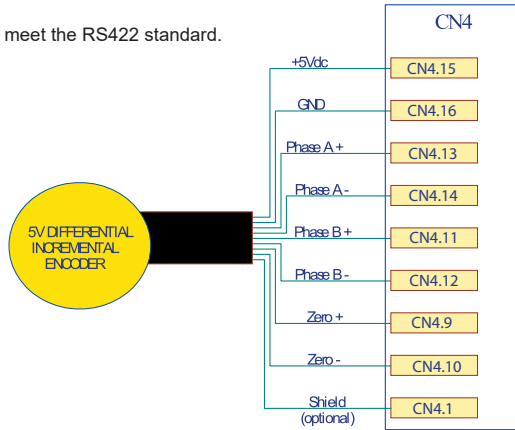 meet the RS422 standard.
CN4
+5Vdc
CN4.15
GND
CN4.16
Phase A +
CN4.13
Phase A -
CN4.14
5V DIFFERENTIAL
INCREMENTAL
ENCODER
Phase B +
CN4.11
Phase B -
CN4.12
Zero +
CN4.9
Zero -
CN4.10
Shield
(optional)
CN4.1